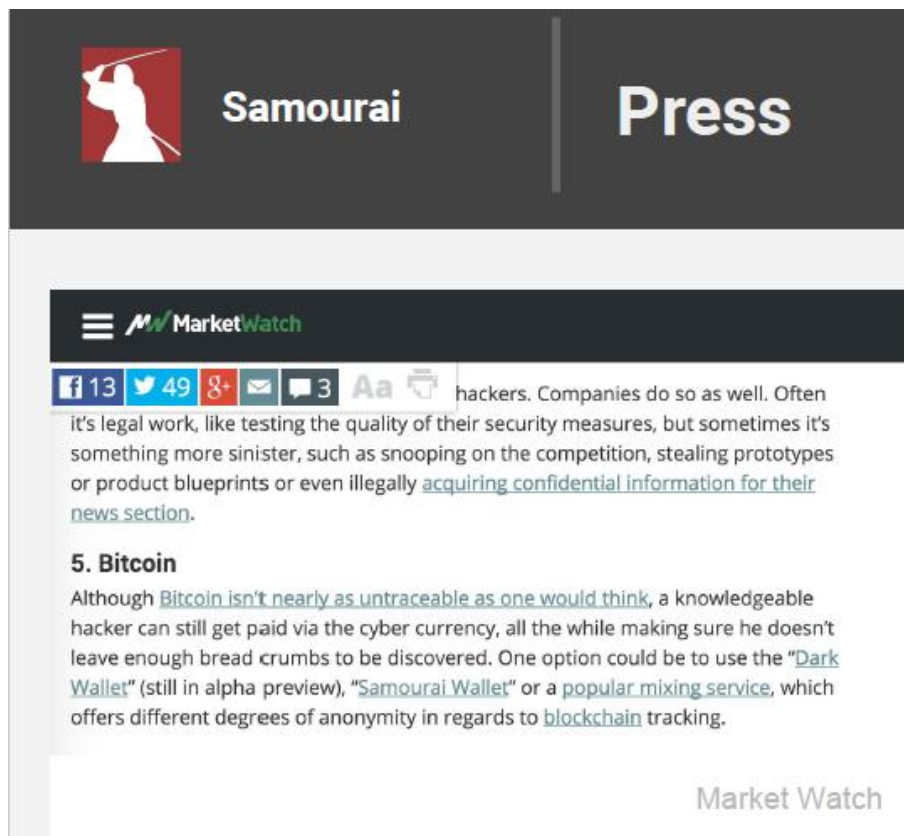 Samourai
Press
MarketWatch
13 49 g+ 3 Aa
hackers. Companies do so as well. Often
it's legal work, like testing the quality of their security measures, but sometimes it's
something more sinister, such as snooping on the competition, stealing prototypes
or product blueprints or even illegally acquiring confidential information for their
news section.
5. Bitcoin
Although Bitcoin isn't nearly as untraceable as one would think, a knowledgeable
hacker can still get paid via the cyber currency, all the while making sure he doesn't
leave enough bread crumbs to be discovered. One option could be to use the “Dark
Wallet” (still in alpha preview), “Samourai Wallet” or a popular mixing service, which
offers different degrees of anonymity in regards to blockchain tracking.
Market Watch